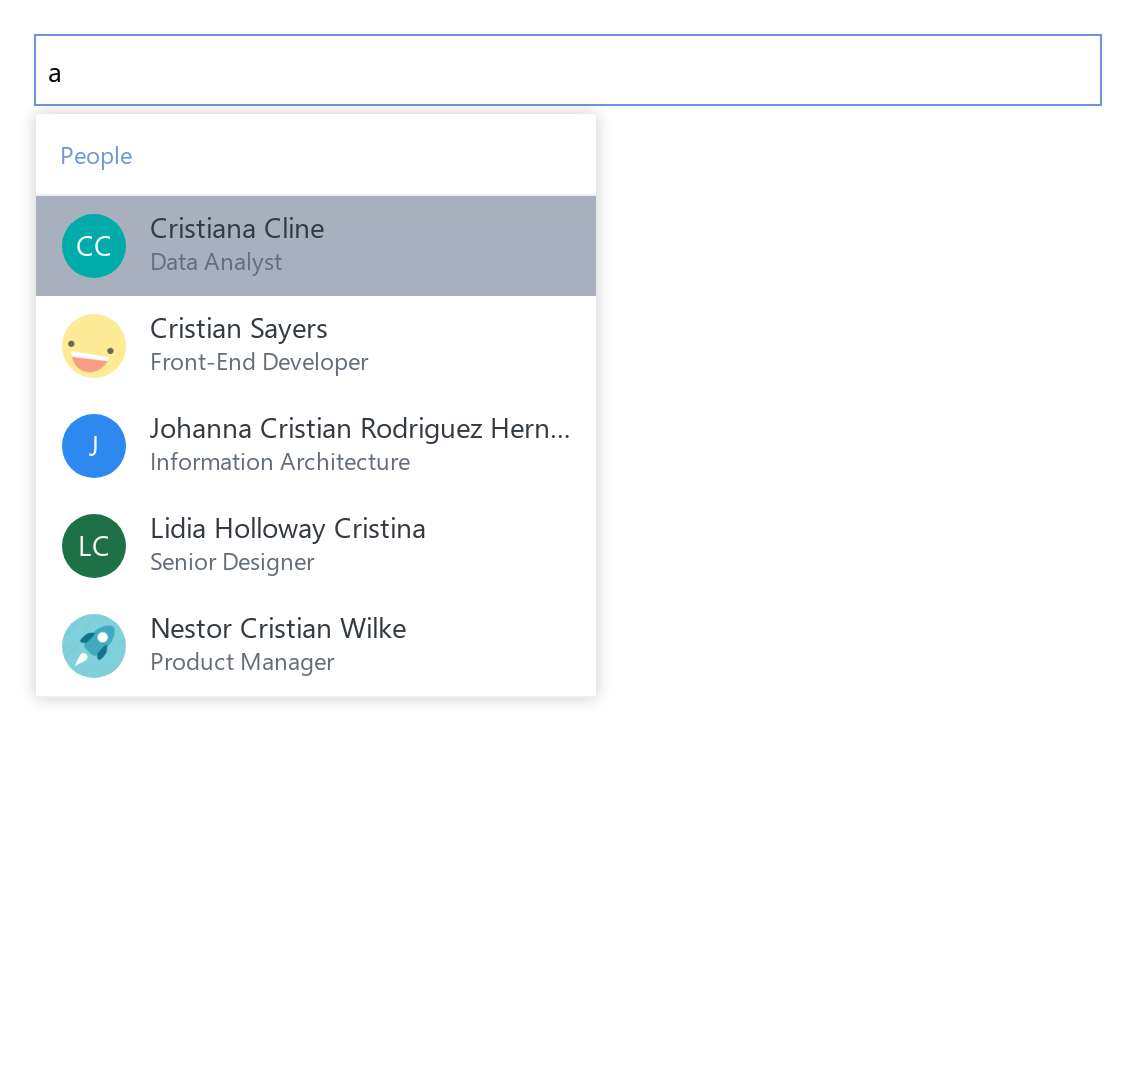 a
People
CC
Cristiana Cline
Data Analyst
Cristian Sayers
Front-End Developer
J
Johanna Cristian Rodriguez Hern...
Information Architecture
LC
Lidia Holloway Cristina
Senior Designer
Nestor Cristian Wilke
Product Manager